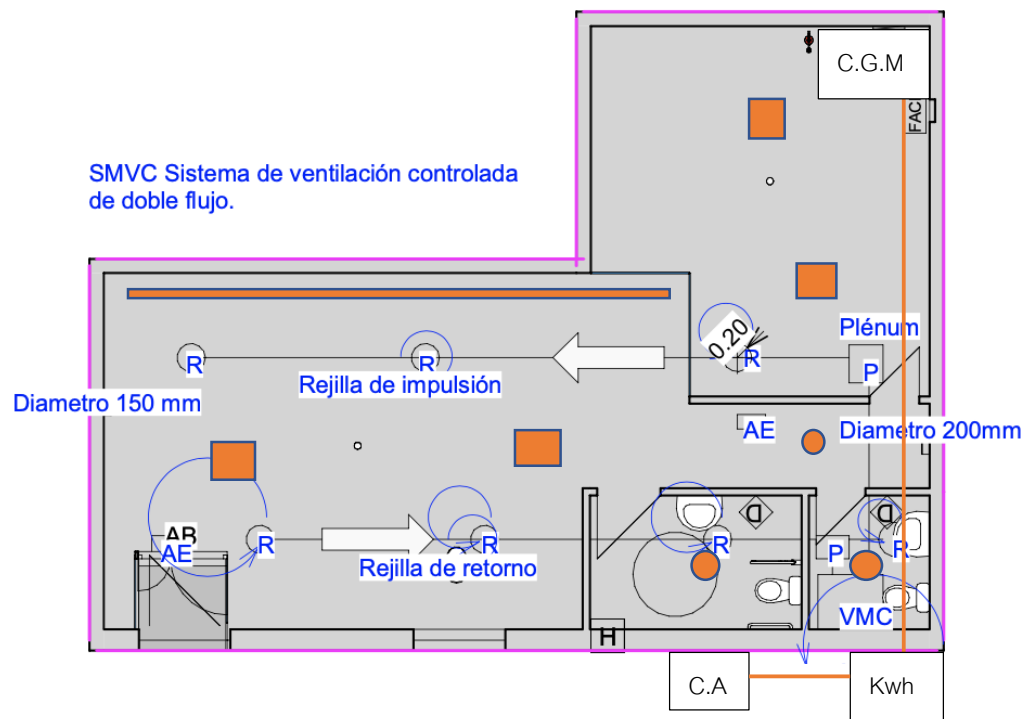 C.G.M
FACP
SMVC Sistema de ventilación controlada
de doble flujo.
Plénum
0.20
R
R
R
P
Rejilla de impulsión
Diametro 150 mm
AE
Diametro 200mm
D
D
AB
AE
R
R
R
P
R
Rejilla de retorno
VMC
H
C.A
Kwh